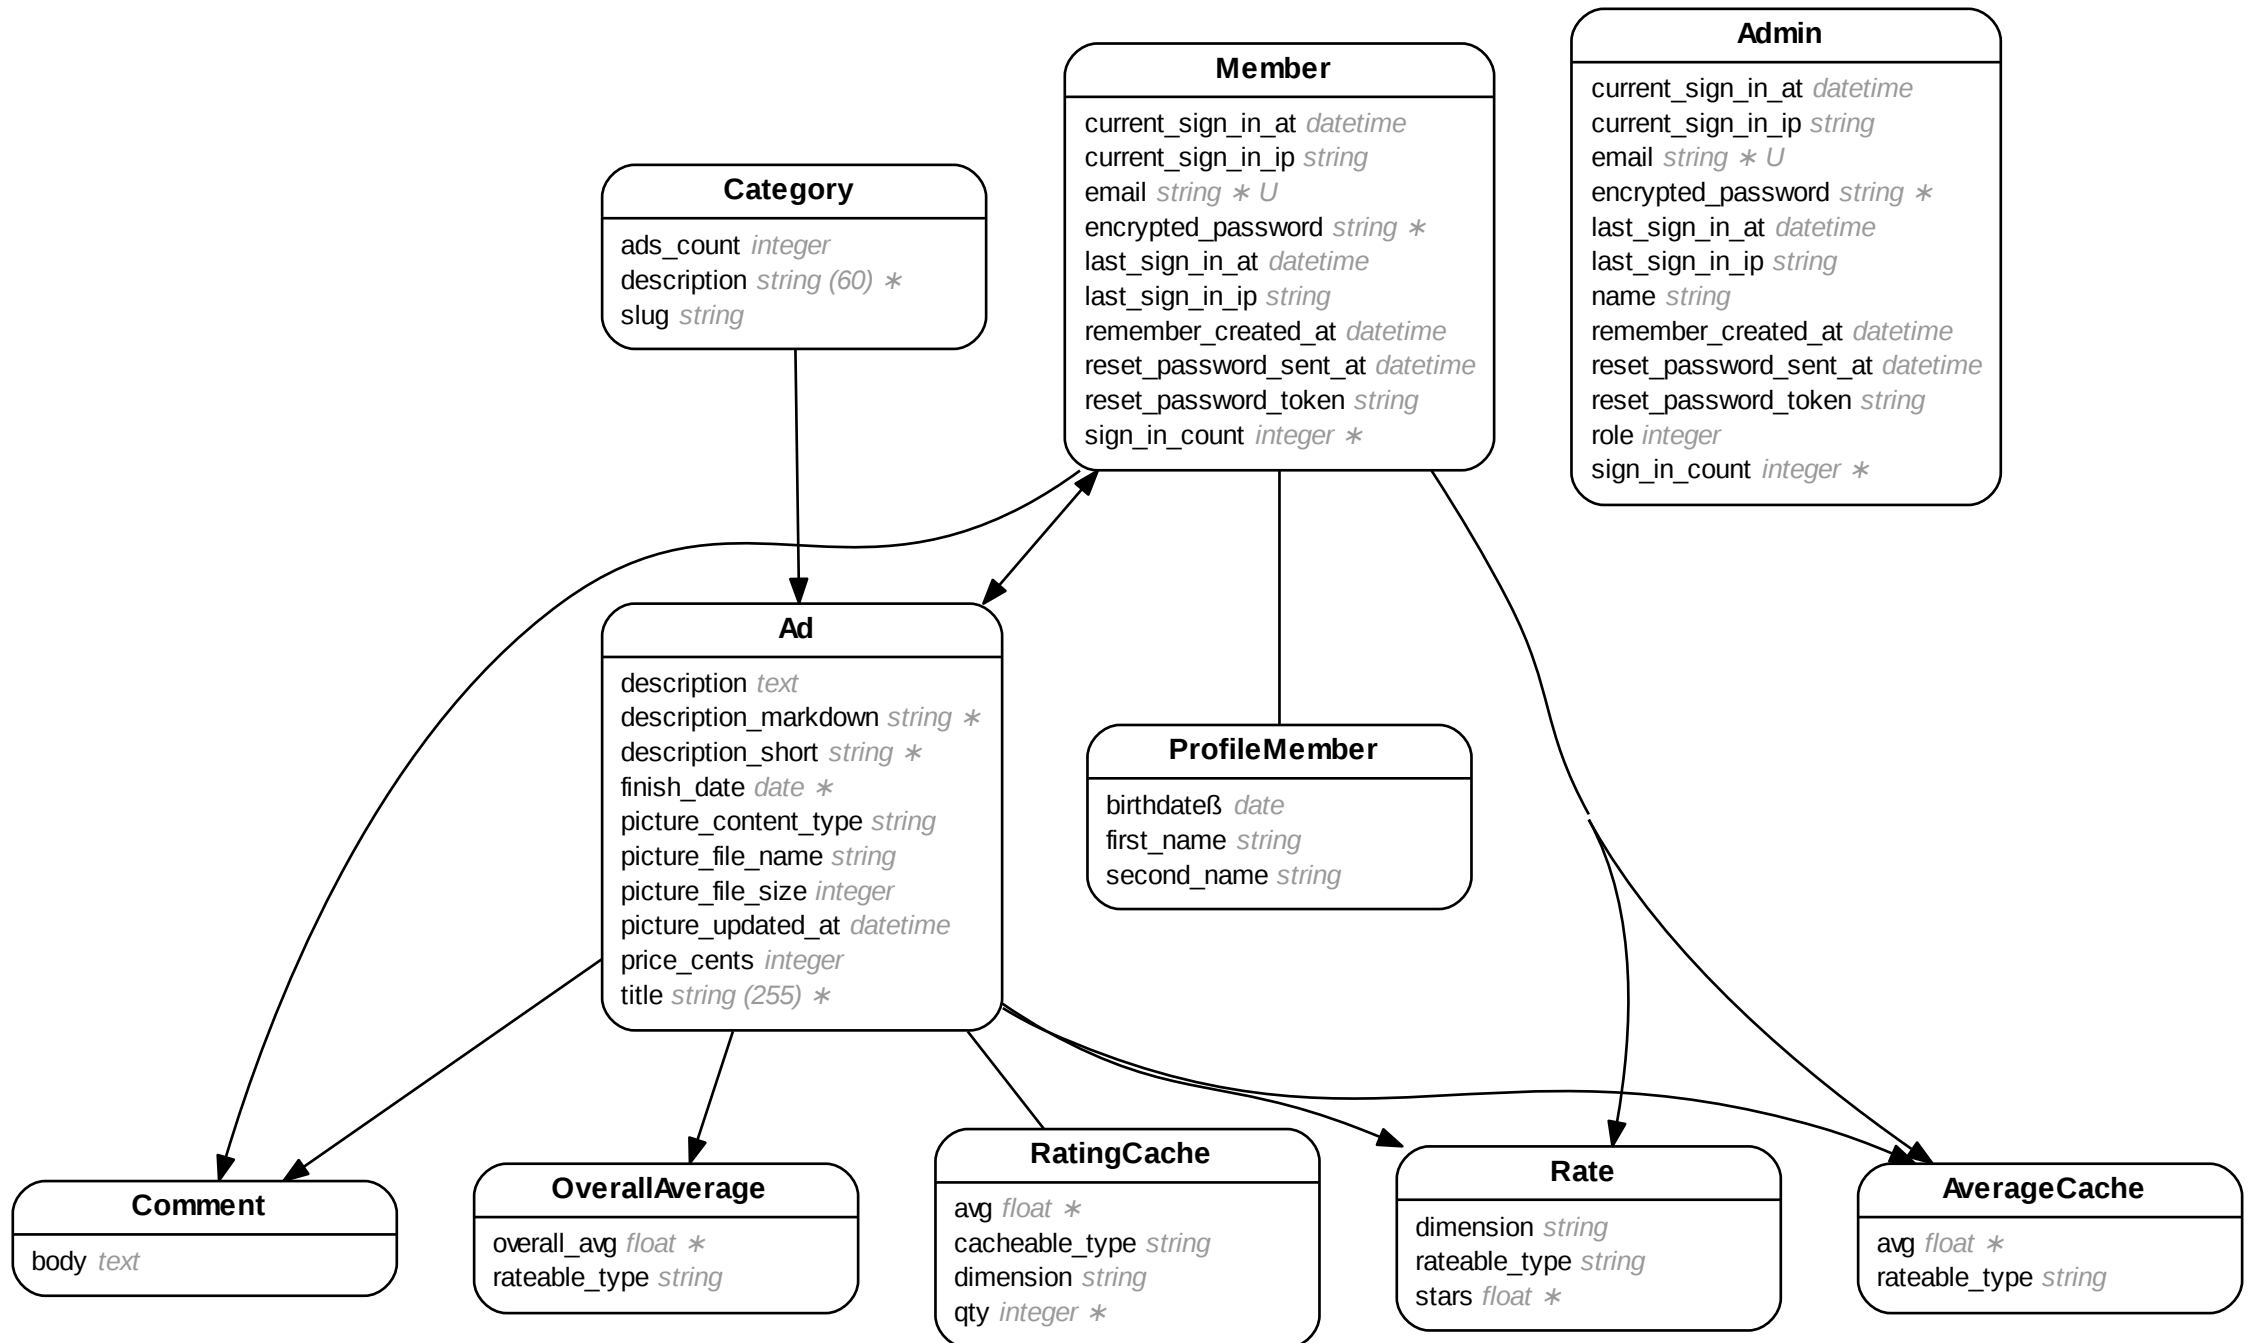 Admin
current_sign_in_at datetime
current_sign_in_ip string
email string ∗ U
encrypted_password string ∗
last_sign_in_at datetime
last_sign_in_ip string
name string
remember_created_at datetime
reset_password_sent_at datetime
reset_password_token string
role integer
sign_in_count integer ∗
Member
current_sign_in_at datetime
current_sign_in_ip string
email string ∗ U
encrypted_password string ∗
last_sign_in_at datetime
last_sign_in_ip string
remember_created_at datetime
reset_password_sent_at datetime
reset_password_token string
sign_in_count integer ∗
Category
ads_count integer
description string (60) ∗
slug string
Ad
description text
description_markdown string ∗
description_short string ∗
finish_date date ∗
picture_content_type string
picture_file_name string
picture_file_size integer
picture_updated_at datetime
price_cents integer
title string (255) ∗
ProfileMember
birthdateß date
first_name string
second_name string
Comment
body text
OverallAverage
overall_avg float ∗
rateable_type string
RatingCache
avg float ∗
cacheable_type string
dimension string
qty integer ∗
Rate
dimension string
rateable_type string
stars float ∗
AverageCache
avg float ∗
rateable_type string